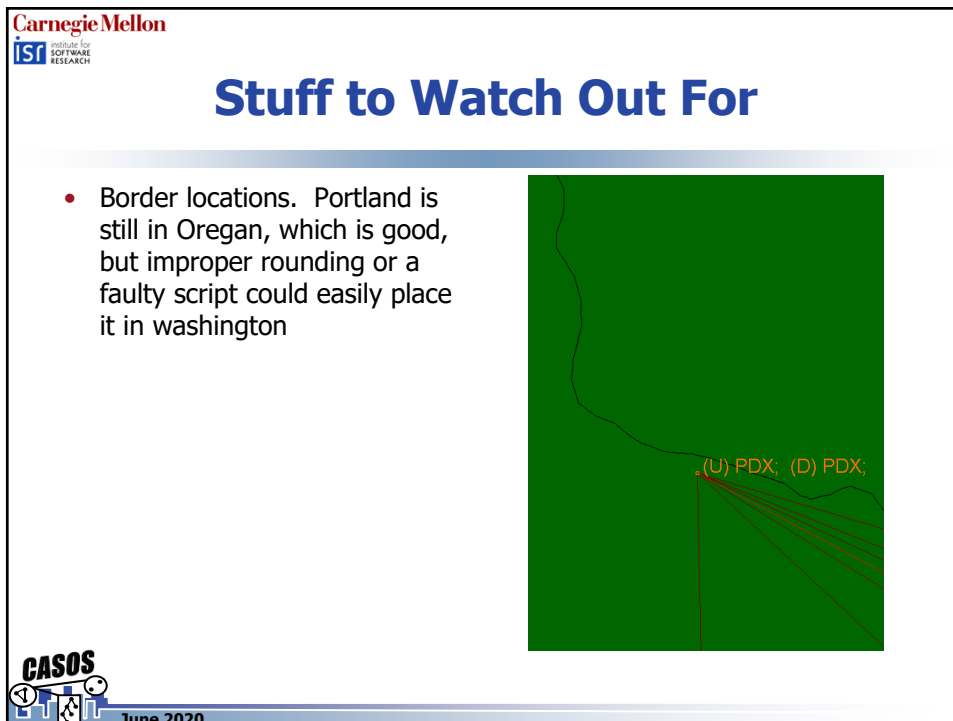 Carnegie Mellon
isr institute for
SOFTWARE
RESEARCH
Stuff to Watch Out For
• Border locations. Portland is
still in Oregan, which is good,
but improper rounding or a
faulty script could easily place
it in washington
(U) PDX; (D) PDX;
CASOS
June 2020